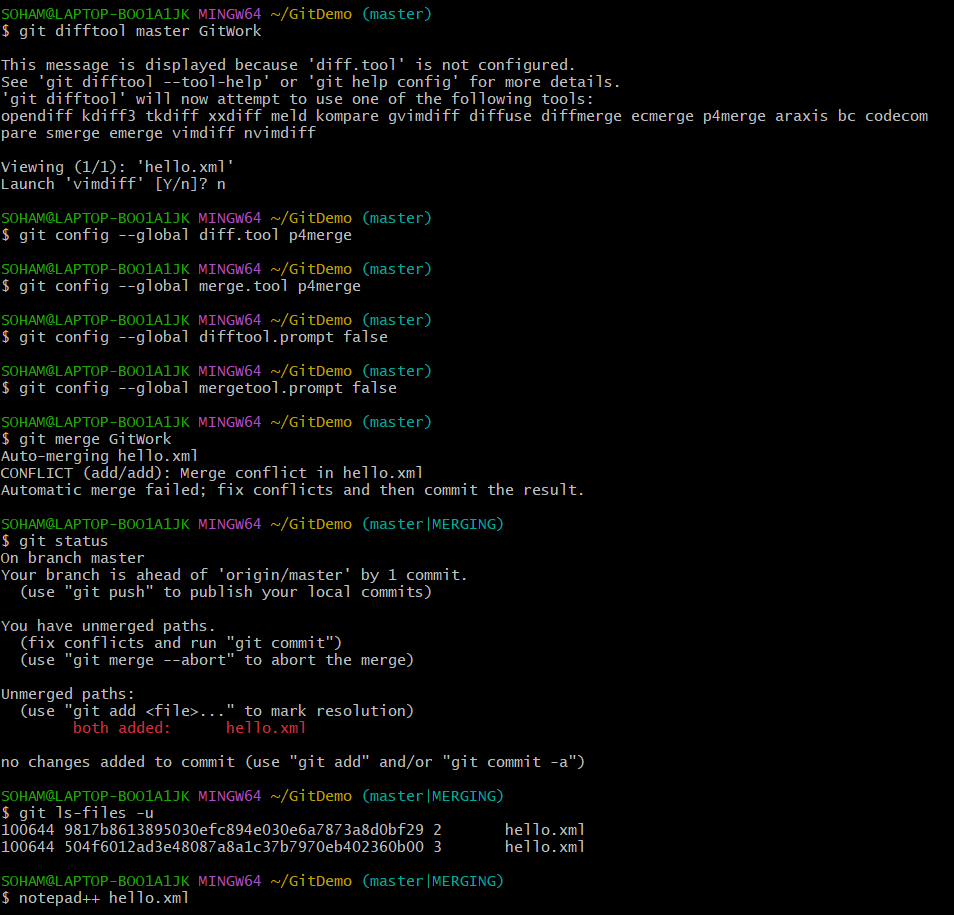 SOHAM@LAPTOP-BOO1A1JK MINGW64 ~/GitDemo (master)
$ git difftool master GitWork

This message is displayed because 'diff.tool' is not configured.
See 'git difftool --tool-help' or 'git help config' for more details.
'git difftool' will now attempt to use one of the following tools:
opendiff kdiff3 tkdiff xxdiff meld kompare gvimdiff diffuse diffmerge ecmerge p4merge araxis bc codecom
pare smerge emerge vimdiff nvimdiff

Viewing (1/1): 'hello.xml'
Launch 'vimdiff' [Y/n]? n

SOHAM@LAPTOP-BOO1A1JK MINGW64 ~/GitDemo (master)
$ git config --global diff.tool p4merge

SOHAM@LAPTOP-BOO1A1JK MINGW64 ~/GitDemo (master)
$ git config --global merge.tool p4merge

SOHAM@LAPTOP-BOO1A1JK MINGW64 ~/GitDemo (master)
$ git config --global difftool.prompt false

SOHAM@LAPTOP-BOO1A1JK MINGW64 ~/GitDemo (master)
$ git config --global mergetool.prompt false

SOHAM@LAPTOP-BOO1A1JK MINGW64 ~/GitDemo (master)
$ git merge GitWork
Auto-merging hello.xml
CONFLICT (add/add): Merge conflict in hello.xml
Automatic merge failed; fix conflicts and then commit the result.

SOHAM@LAPTOP-BOO1A1JK MINGW64 ~/GitDemo (master|MERGING)
$ git status
On branch master
Your branch is ahead of 'origin/master' by 1 commit.
  (use "git push" to publish your local commits)

You have unmerged paths.
  (fix conflicts and run "git commit")
  (use "git merge --abort" to abort the merge)

Unmerged paths:
  (use "git add <file>..." to mark resolution)
        both added:      hello.xml

no changes added to commit (use "git add" and/or "git commit -a")

SOHAM@LAPTOP-BOO1A1JK MINGW64 ~/GitDemo (master|MERGING)
$ git ls-files -u
100644 9817b8613895030efc894e030e6a7873a8d0bf29 2       hello.xml
100644 504f6012ad3e48087a8a1c37b7970eb402360b00 3       hello.xml

SOHAM@LAPTOP-BOO1A1JK MINGW64 ~/GitDemo (master|MERGING)
$ notepad++ hello.xml